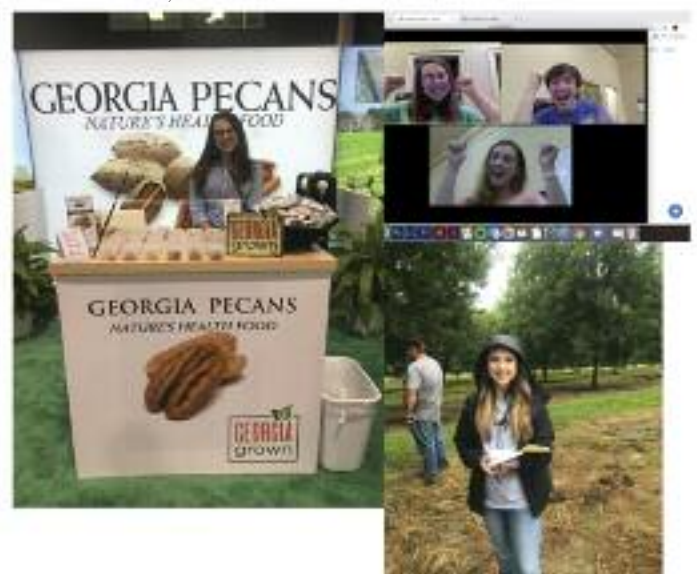 GEORGIA PECANS
NATURE'S HEALTH FOOD
GEORGIA
grown
GEORGIA PECANS
NATURE'S HEALTH FOOD
GEORGIA
grown